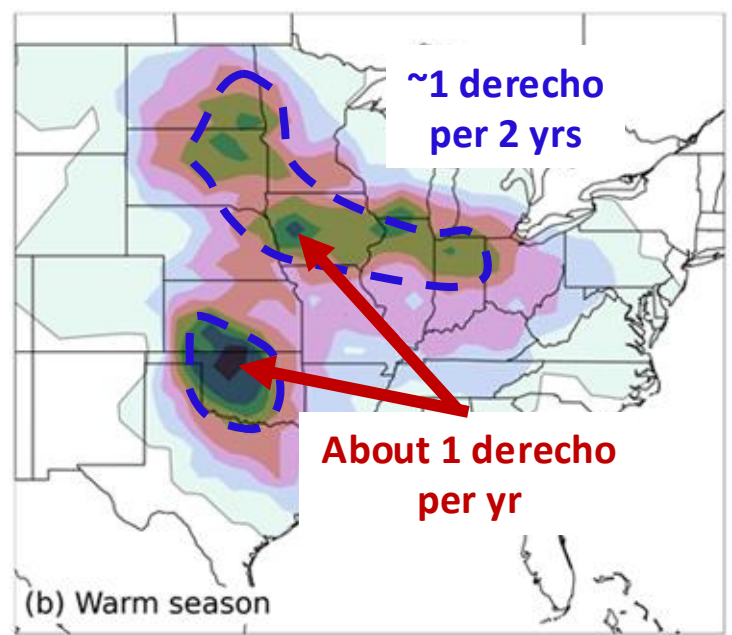 ~1 derecho
per 2 yrs
About 1 derecho
per yr
(b) Warm season